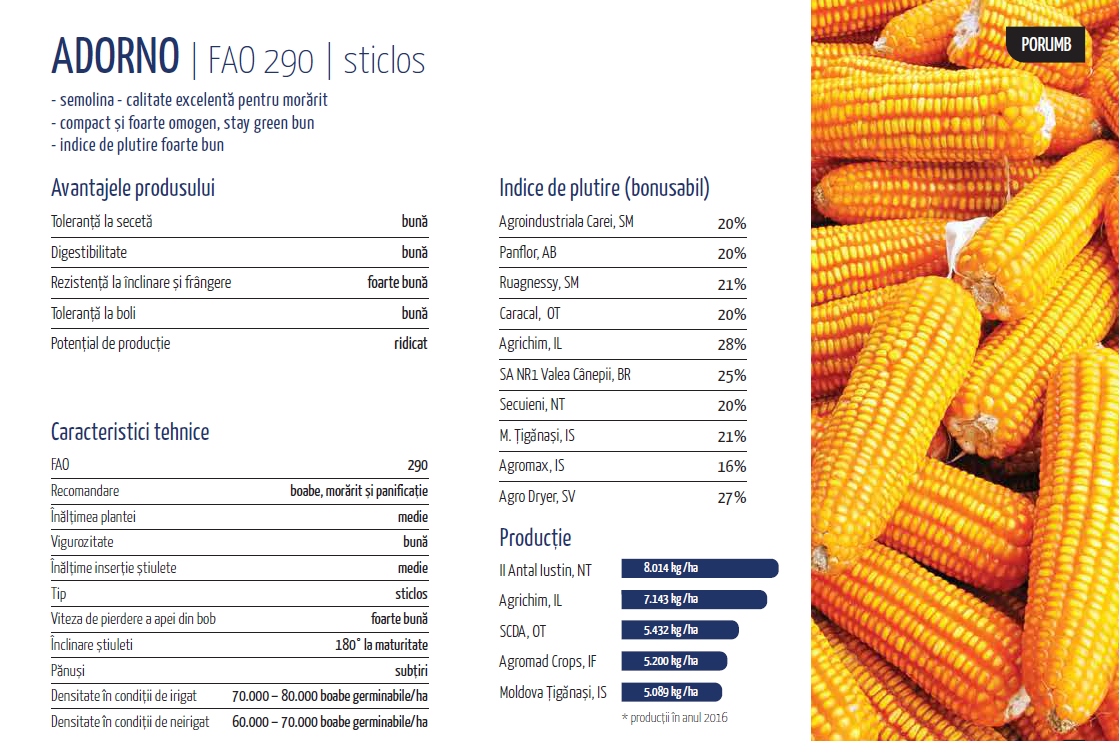 ADORNO | FAO 290 | sticlos
- semolina - calitate excelentă pentru morărit
- compact și foarte omogen, stay green bun
- indice de plutire foarte bun
PORUMB
Avantajele produsului
Toleranță la secetă bună
Digestibilitate bună
Rezistență la înclinare și frângere foarte bună
Toleranță la boli bună
Potențial de producție ridicat
Caracteristici tehnice
FAO 290
Recomandare boabe, morărit și panificație
Înălțimea plantei medie
Vigurozitate bună
Înălțime inserție știulete medie
Tip sticlos
Viteza de pierdere a apei din bob foarte bună
Înclinare știuleti 180° la maturitate
Pănuși subțiri
Densitate în condiții de irigat 70.000 – 80.000 boabe germinabile/ha
Densitate în condiții de neirigat 60.000 – 70.000 boabe germinabile/ha
Indice de plutire (bonusabil)
Agroindustriala Carei, SM 20%
Panflor, AB 20%
Ruagnessy, SM 21%
Caracal, OT 20%
Agrichim, IL 28%
SA NR1 Valea Cânepii, BR 25%
Secuieni, NT 20%
M. Țigănași, IS 21%
Agromax, IS 16%
Agro Dryer, SV 27%
Producție
II Antal Iustin, NT 8.014 kg/ha
Agrichim, IL 7.143 kg/ha
SCDA, OT 5.432 kg/ha
Agromad Crops, IF 5.200 kg/ha
Moldova Țigănași, IS 5.089 kg/ha
* producții în anul 2016